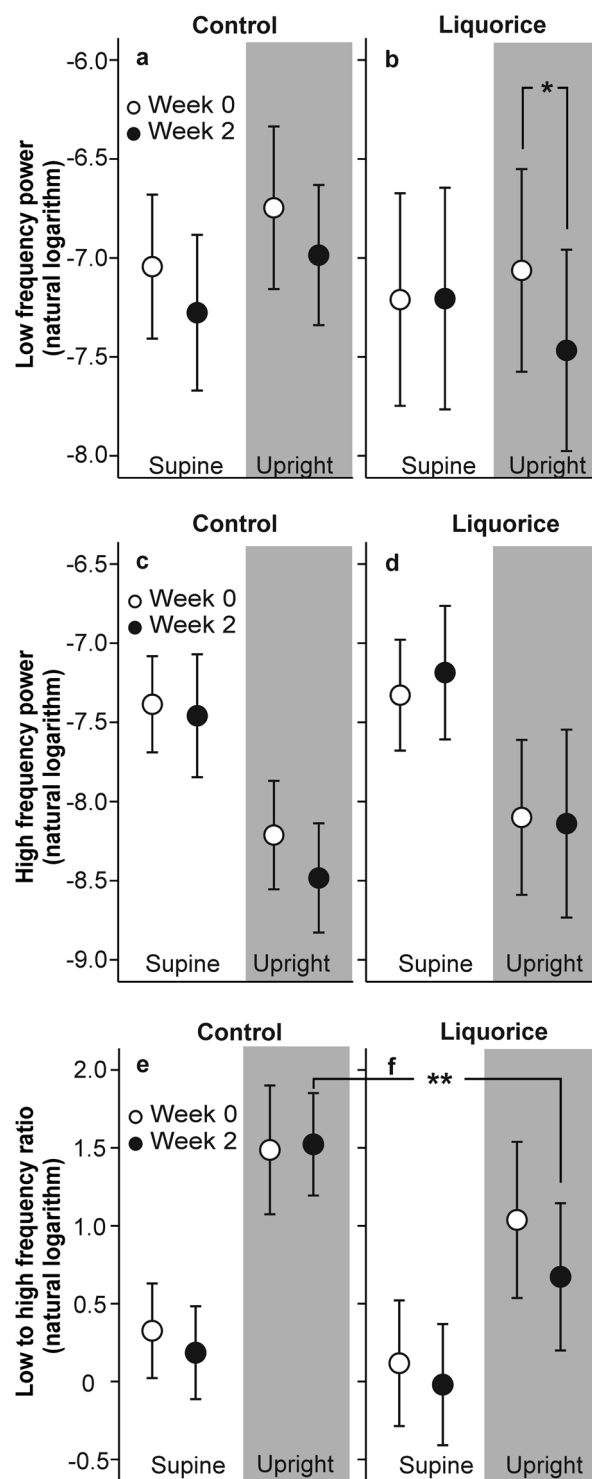 Control Liquorice
Low frequency power
(natural logarithm)
-6.0
-6.5
-7.0
-7.5
-8.0
a
Week 0
Week 2
Supine Upright
b
*
Supine Upright
Control Liquorice
High frequency power
(natural logarithm)
-6.5
-7.0
-7.5
-8.0
-8.5
-9.0
c
Week 0
Week 2
Supine Upright
d
Supine Upright
Control Liquorice
Low to high frequency ratio
(natural logarithm)
2.0
1.5
1.0
0.5
0
-0.5
e
Week 0
Week 2
Supine Upright
f
**
Supine Upright